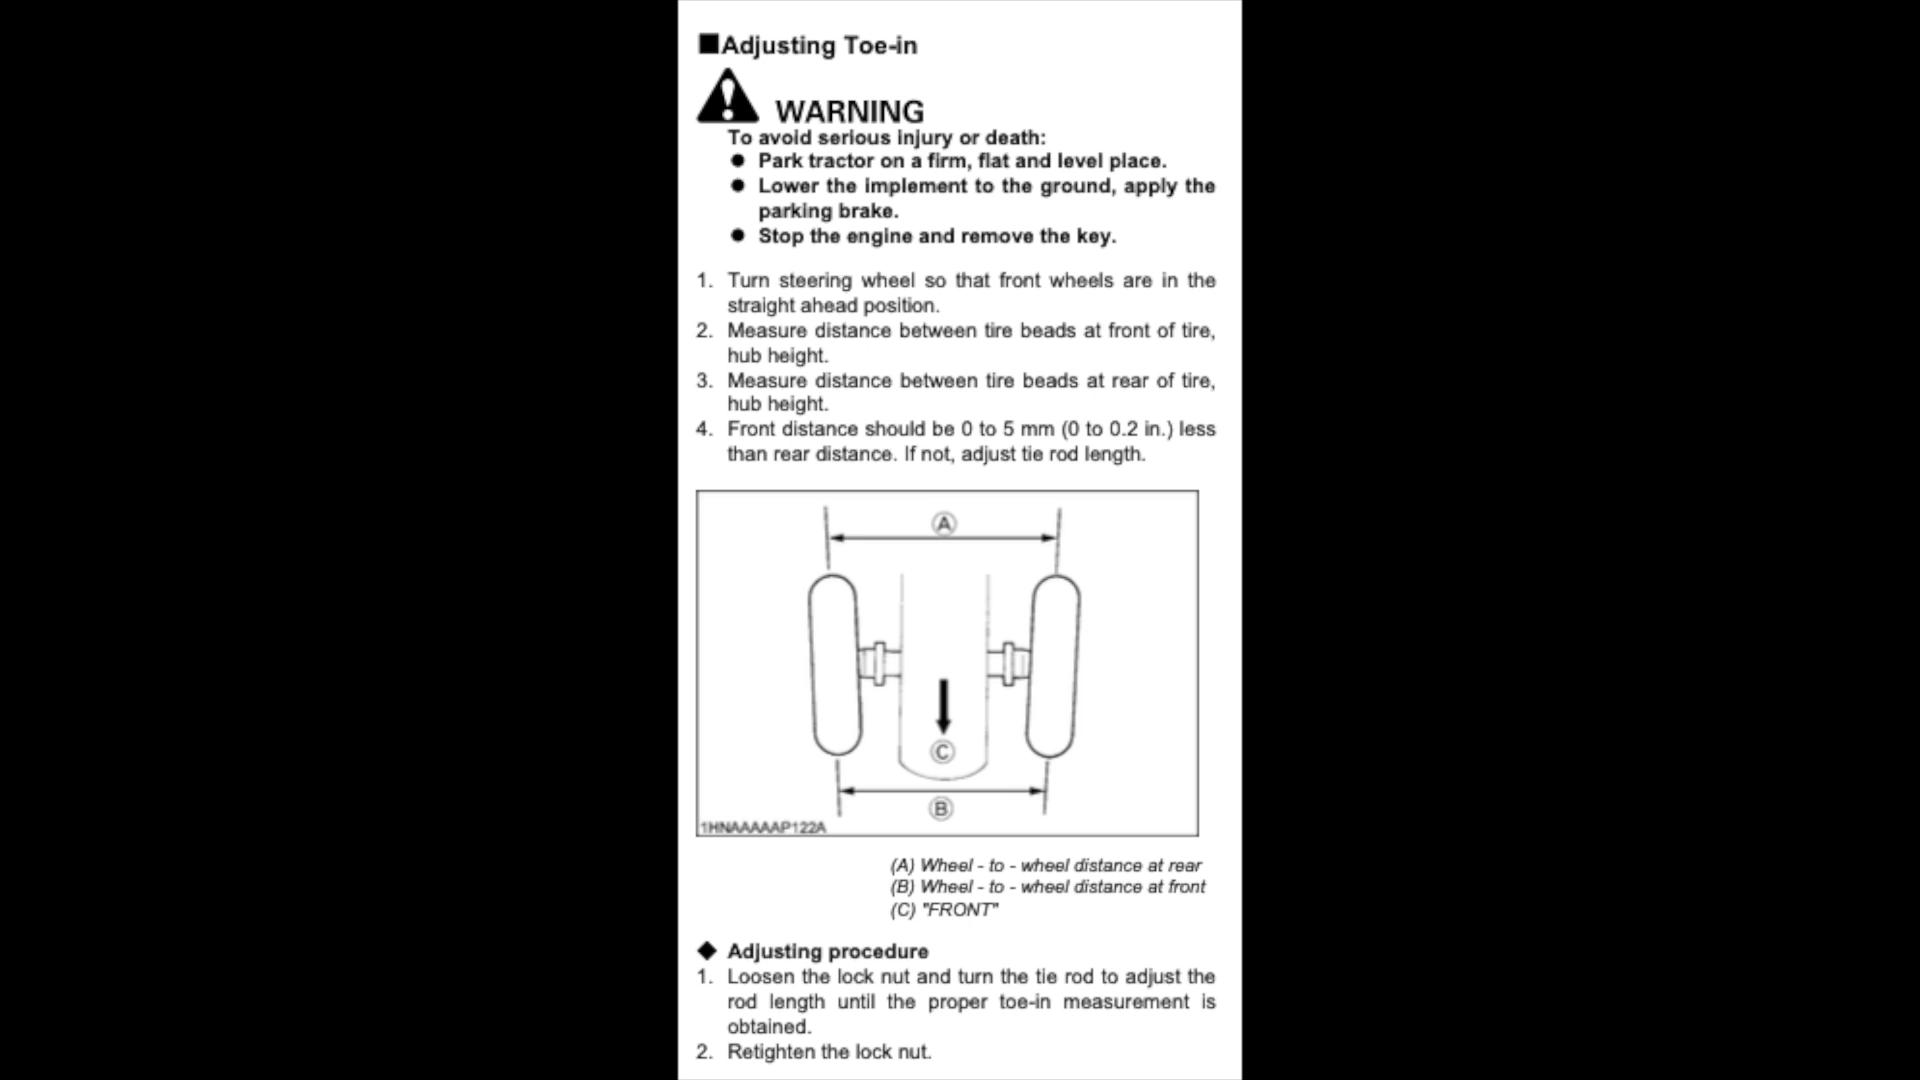 ■Adjusting Toe-in
WARNING
To avoid serious injury or death:
● Park tractor on a firm, flat and level place.
● Lower the implement to the ground, apply the
parking brake.
● Stop the engine and remove the key.
1. Turn steering wheel so that front wheels are in the
straight ahead position.
2. Measure distance between tire beads at front of tire,
hub height.
3. Measure distance between tire beads at rear of tire,
hub height.
4. Front distance should be 0 to 5 mm (0 to 0.2 in.) less
than rear distance. If not, adjust tie rod length.
A
C
B
1HNAAAAAP122A
(A) Wheel - to - wheel distance at rear
(B) Wheel - to - wheel distance at front
(C) "FRONT"
◆ Adjusting procedure
1. Loosen the lock nut and turn the tie rod to adjust the
rod length until the proper toe-in measurement is
obtained.
2. Retighten the lock nut.